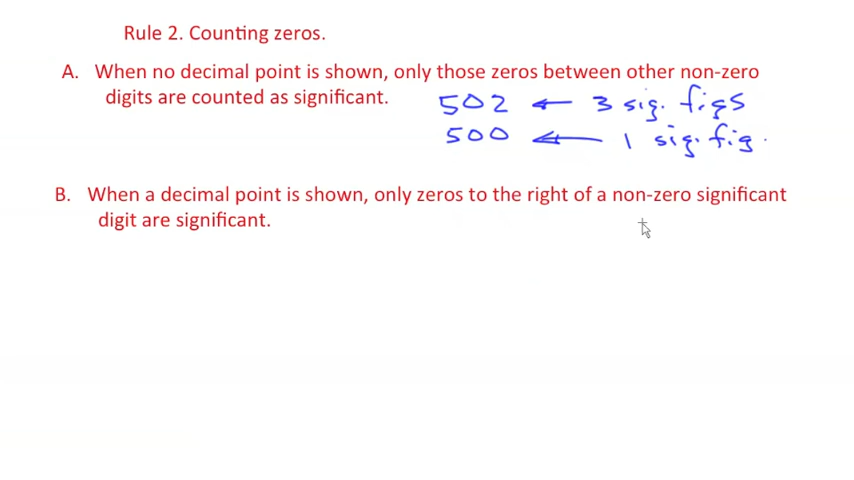 Rule 2. Counting zeros.
A. When no decimal point is shown, only those zeros between other non-zero
digits are counted as significant.
502 ← 3 sig. figs
500 ← 1 sig. fig.
B. When a decimal point is shown, only zeros to the right of a non-zero significant
digit are significant.